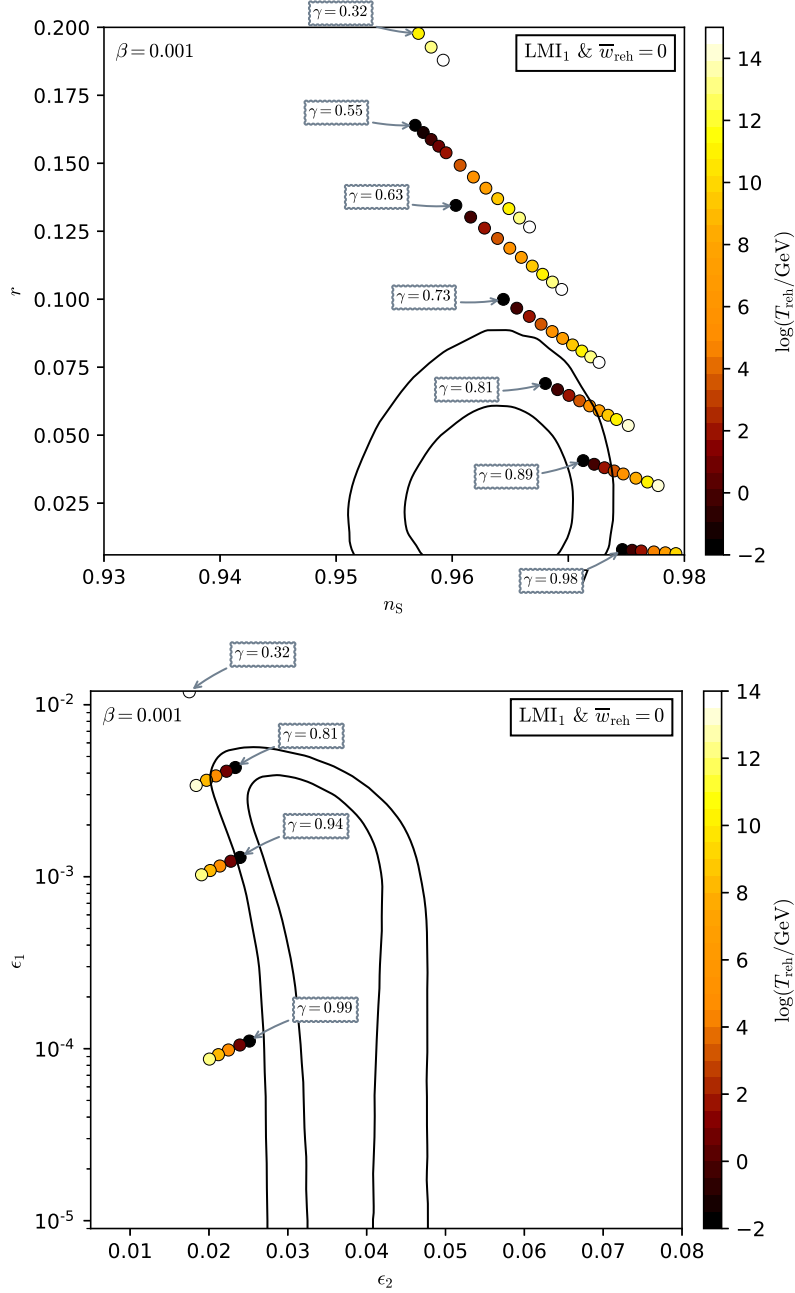 γ = 0.32
β = 0.001
LMI₁ & w̅ᵣₑₕ = 0
γ = 0.55
γ = 0.63
γ = 0.73
γ = 0.81
γ = 0.89
γ = 0.98
0.200
0.175
0.150
0.125
0.100
0.075
0.050
0.025
r
0.93 0.94 0.95 0.96 0.97 0.98
n_S
14
12
10
8
6
4
2
0
−2
log(T_reh/GeV)
γ = 0.32
β = 0.001
LMI₁ & w̅ᵣₑₕ = 0
γ = 0.81
γ = 0.94
γ = 0.99
10⁻²
10⁻³
10⁻⁴
10⁻⁵
ϵ₁
0.01 0.02 0.03 0.04 0.05 0.06 0.07 0.08
ϵ₂
14
12
10
8
6
4
2
0
−2
log(T_reh/GeV)